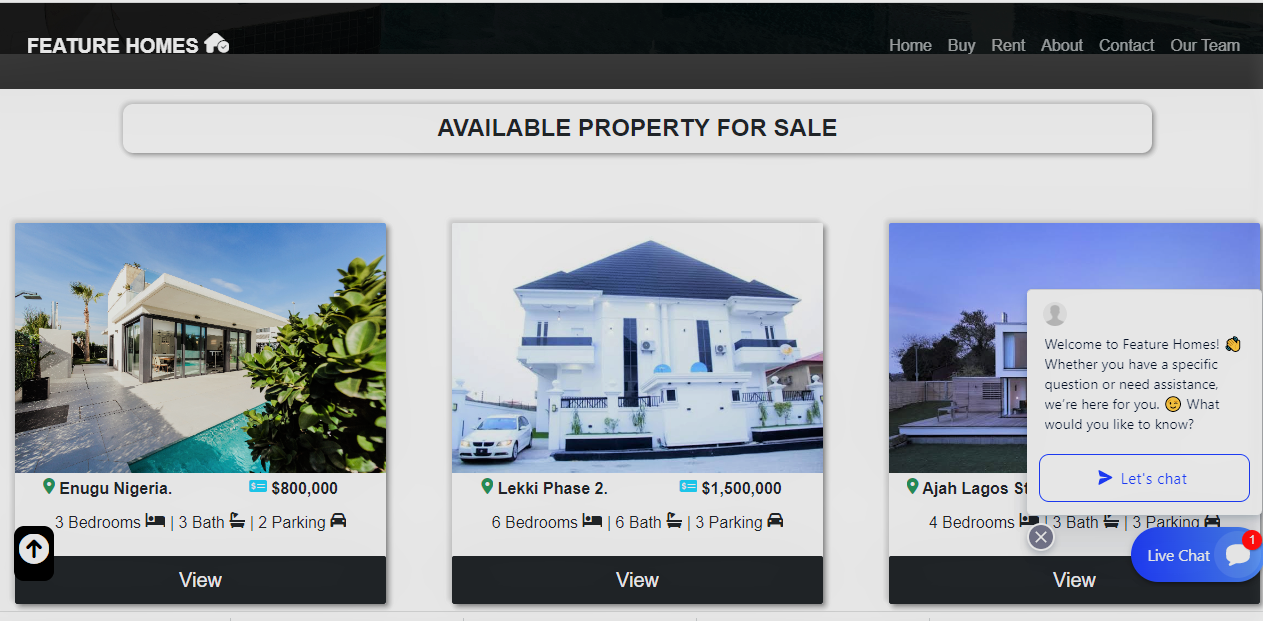 FEATURE HOMES
Home Buy Rent About Contact Our Team
AVAILABLE PROPERTY FOR SALE
Enugu Nigeria. $800,000
3 Bedrooms | 3 Bath | 2 Parking
View
Lekki Phase 2. $1,500,000
6 Bedrooms | 6 Bath | 3 Parking
View
Ajah Lagos
4 Bedrooms | 3 Bath | 3 Parking
View
Welcome to Feature Homes! 👏
Whether you have a specific
question or need assistance,
we're here for you. 😉 What
would you like to know?
Let's chat
Live Chat 1